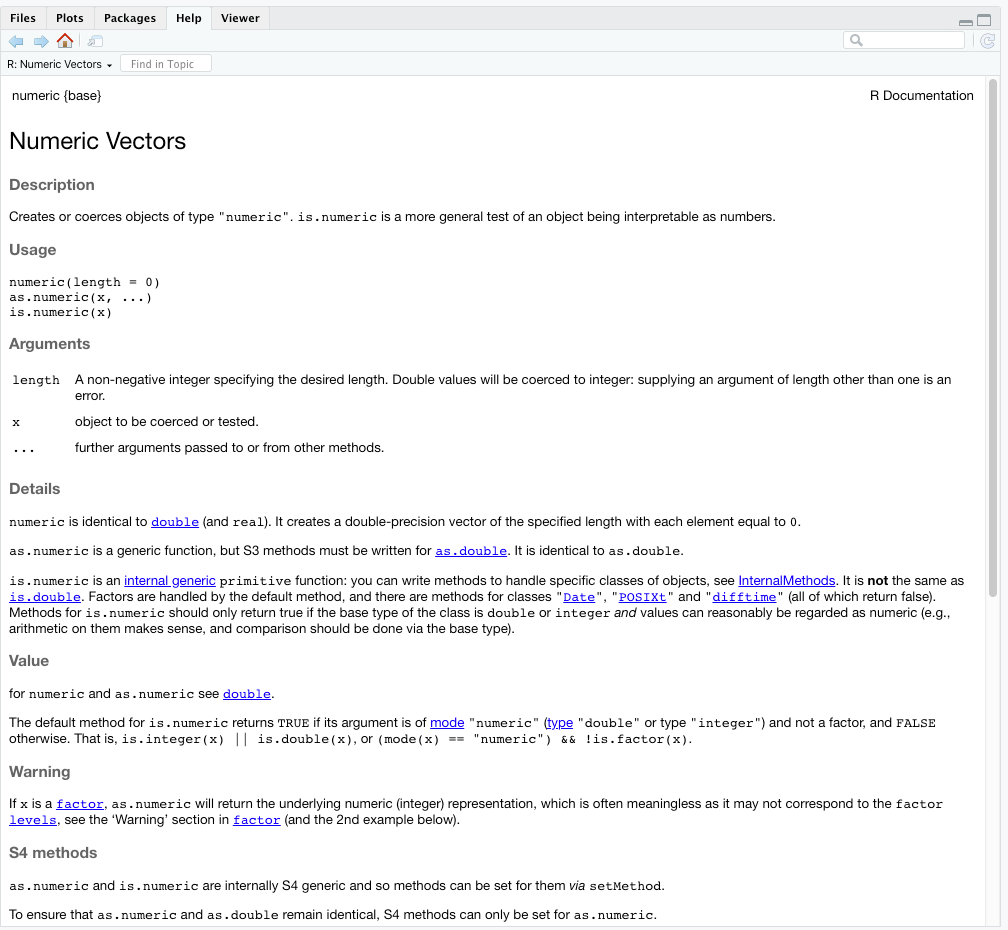 Files Plots Packages Help Viewer
R: Numeric Vectors Find in Topic
numeric {base} R Documentation
Numeric Vectors
Description
Creates or coerces objects of type "numeric". is.numeric is a more general test of an object being interpretable as numbers.
Usage
numeric(length = 0)
as.numeric(x, ...)
is.numeric(x)
Arguments
length A non-negative integer specifying the desired length. Double values will be coerced to integer: supplying an argument of length other than one is an
error.
x object to be coerced or tested.
... further arguments passed to or from other methods.
Details
numeric is identical to double (and real). It creates a double-precision vector of the specified length with each element equal to 0.
as.numeric is a generic function, but S3 methods must be written for as.double. It is identical to as.double.
is.numeric is an internal generic primitive function: you can write methods to handle specific classes of objects, see InternalMethods. It is not the same as
is.double. Factors are handled by the default method, and there are methods for classes "Date", "POSIXt" and "difftime" (all of which return false).
Methods for is.numeric should only return true if the base type of the class is double or integer and values can reasonably be regarded as numeric (e.g.,
arithmetic on them makes sense, and comparison should be done via the base type).
Value
for numeric and as.numeric see double.
The default method for is.numeric returns TRUE if its argument is of mode "numeric" (type "double" or type "integer") and not a factor, and FALSE
otherwise. That is, is.integer(x) || is.double(x), or (mode(x) == "numeric") && !is.factor(x).
Warning
If x is a factor, as.numeric will return the underlying numeric (integer) representation, which is often meaningless as it may not correspond to the factor
levels, see the ‘Warning’ section in factor (and the 2nd example below).
S4 methods
as.numeric and is.numeric are internally S4 generic and so methods can be set for them via setMethod.
To ensure that as.numeric and as.double remain identical, S4 methods can only be set for as.numeric.